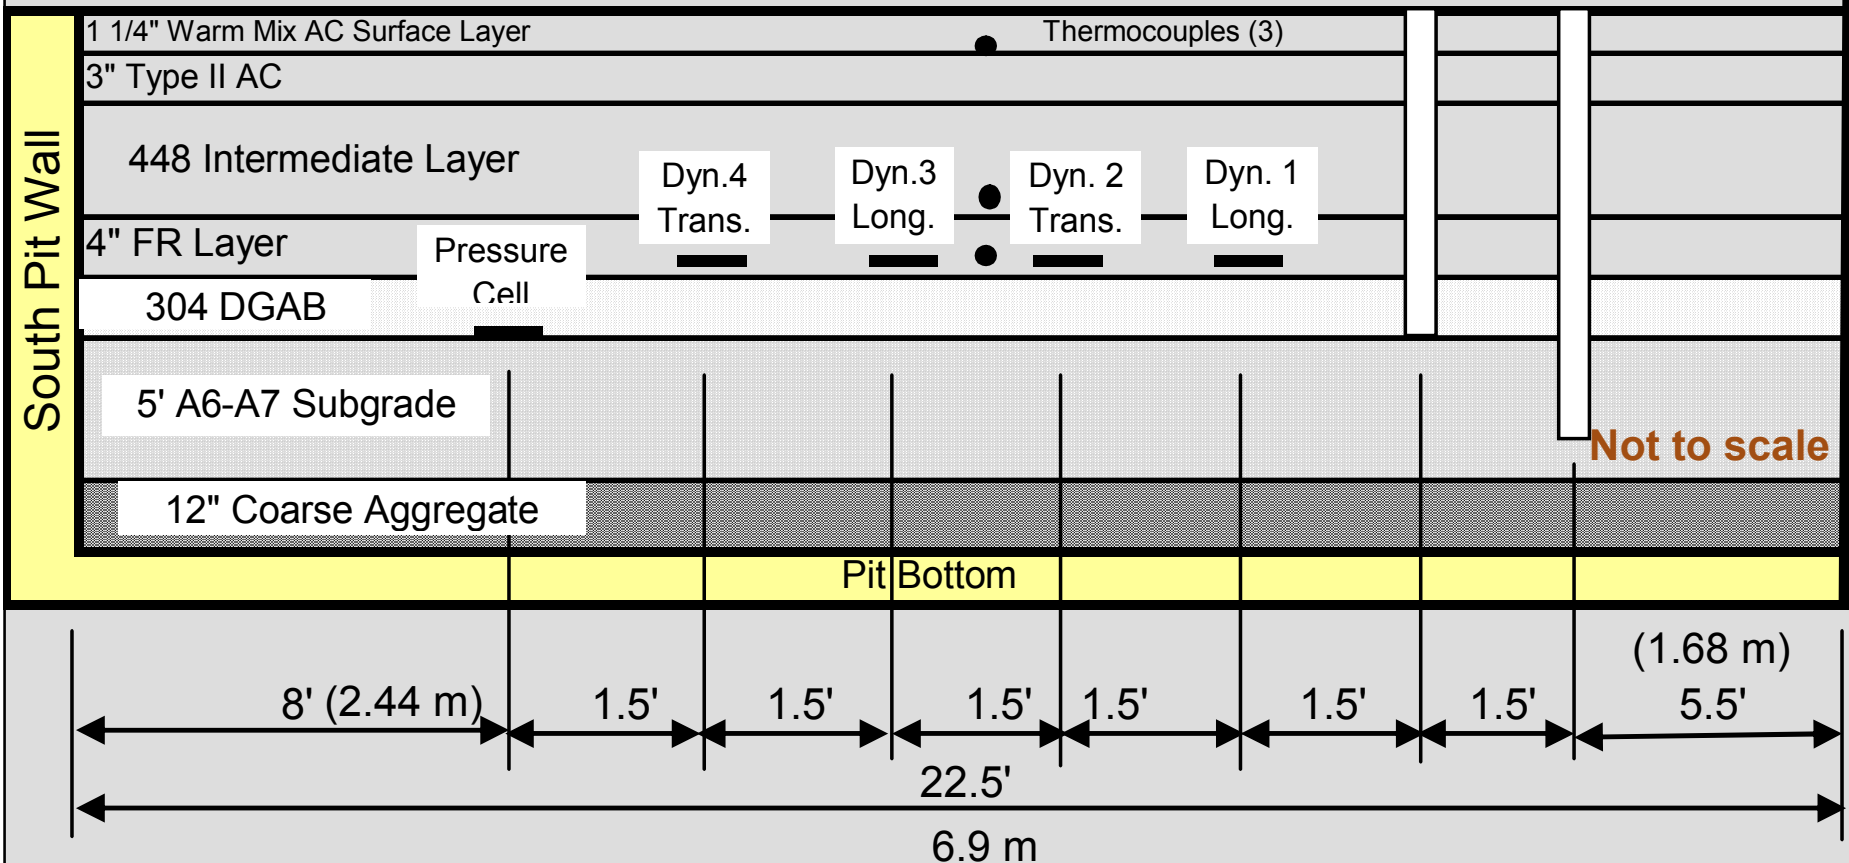 1 1/4" Warm Mix AC Surface Layer
Thermocouples (3)
3" Type II AC
448 Intermediate Layer
Dyn.4
Trans.
Dyn.3
Long.
Dyn. 2
Trans.
Dyn. 1
Long.
4" FR Layer
Pressure
Cell
304 DGAB
South Pit Wall
5' A6-A7 Subgrade
Not to scale
12" Coarse Aggregate
Pit Bottom
(1.68 m)
8' (2.44 m)
1.5'
1.5'
1.5'
1.5'
1.5'
1.5'
5.5'
22.5'
6.9 m